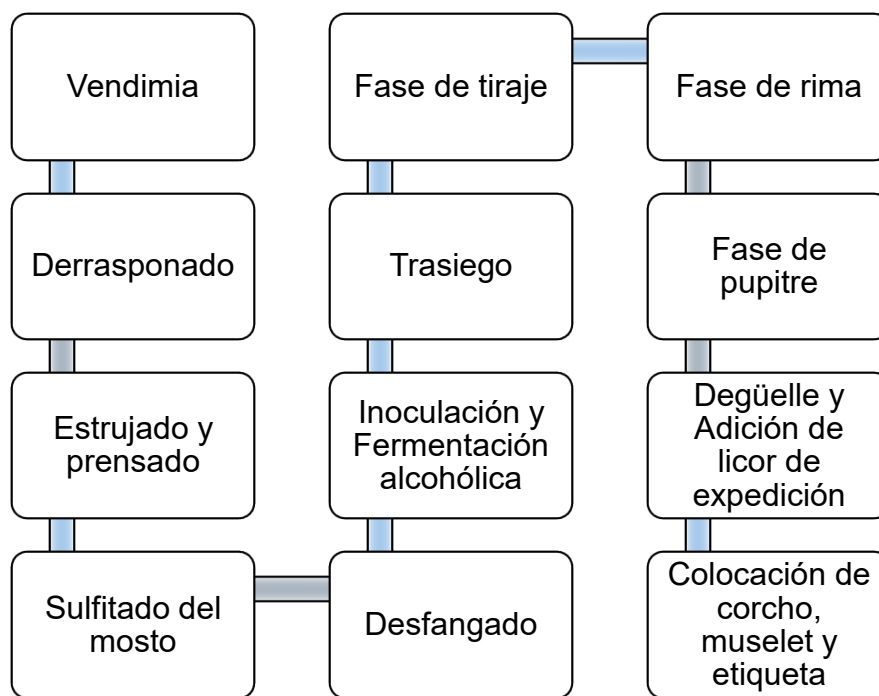 Vendimia
Derrasponado
Estrujado y
prensado
Sulfitado del
mosto
Desfangado
Inoculación y
Fermentación
alcohólica
Trasiego
Fase de tiraje
Fase de rima
Fase de
pupitre
Degüelle y
Adición de
licor de
expedición
Colocación de
corcho,
muselet y
etiqueta